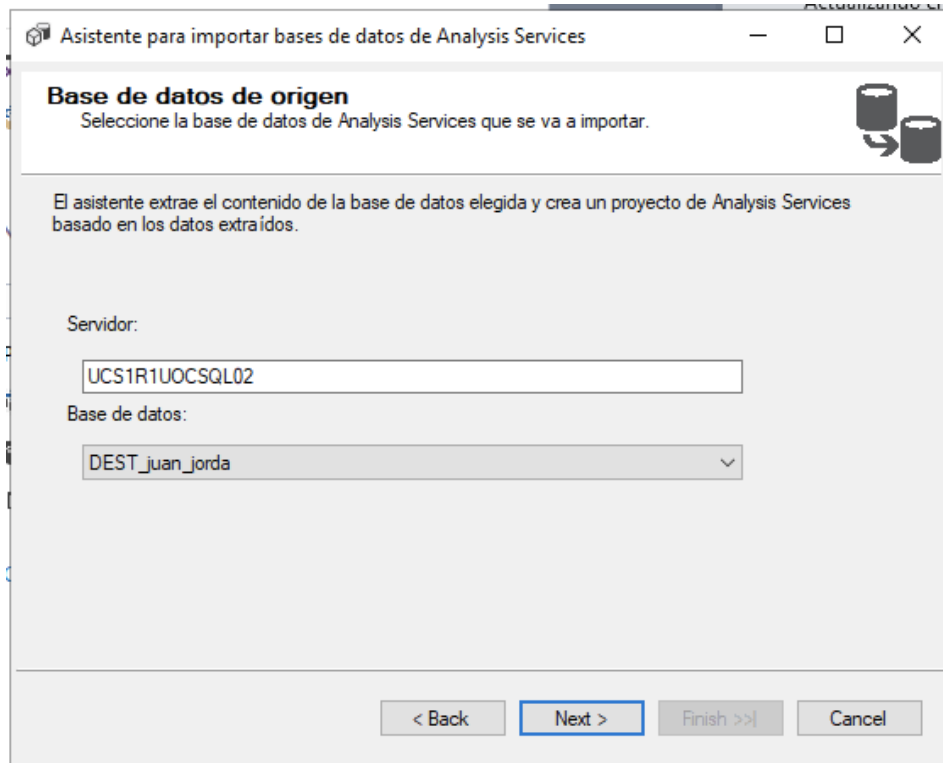 Actualizando
Asistente para importar bases de datos de Analysis Services
Base de datos de origen
Seleccione la base de datos de Analysis Services que se va a importar.
El asistente extrae el contenido de la base de datos elegida y crea un proyecto de Analysis Services
basado en los datos extraídos.
Servidor:
UCS1R1UOCSQL02
Base de datos:
DEST_juan_jorda
< Back
Next >
Finish >>|
Cancel